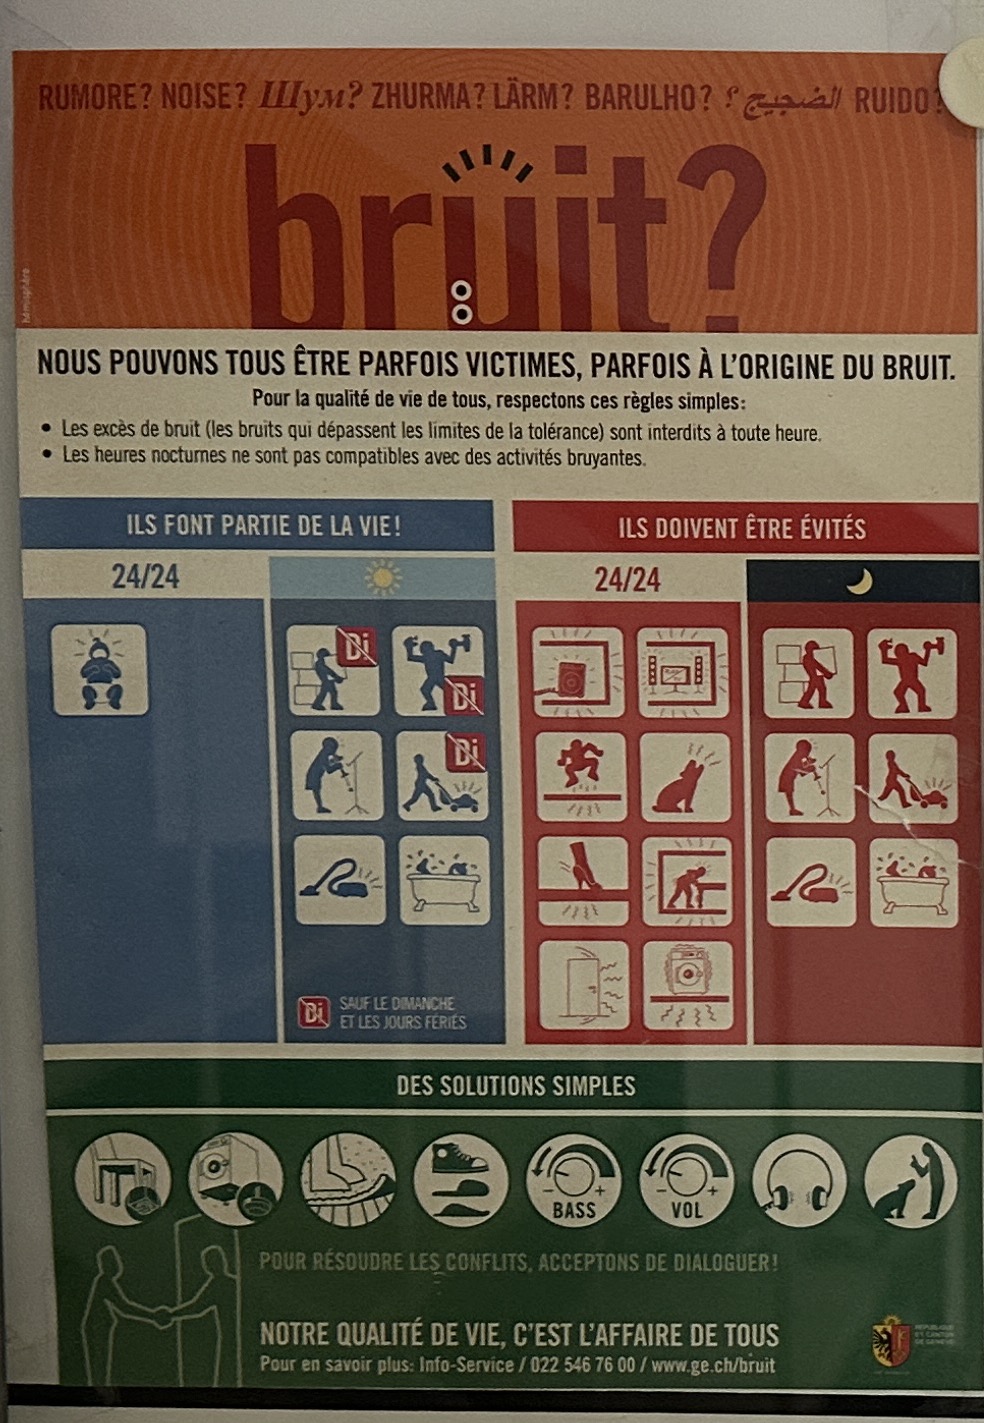 RUMORE? NOISE? Шум? ZHURMA? LÄRM? BARULHO? الضجيج؟ RUIDO?
bruit?
hémisphère
NOUS POUVONS TOUS ÊTRE PARFOIS VICTIMES, PARFOIS À L'ORIGINE DU BRUIT.
Pour la qualité de vie de tous, respectons ces règles simples:
• Les excès de bruit (les bruits qui dépassent les limites de la tolérance) sont interdits à toute heure.
• Les heures nocturnes ne sont pas compatibles avec des activités bruyantes.
ILS FONT PARTIE DE LA VIE!
ILS DOIVENT ÊTRE ÉVITÉS
24/24
24/24
Di
Di
Di
Di
SAUF LE DIMANCHE
ET LES JOURS FÉRIÉS
DES SOLUTIONS SIMPLES
- +
BASS
- +
VOL
POUR RÉSOUDRE LES CONFLITS, ACCEPTONS DE DIALOGUER!
NOTRE QUALITÉ DE VIE, C'EST L'AFFAIRE DE TOUS
Pour en savoir plus: Info-Service / 022 546 76 00 / www.ge.ch/bruit
RÉPUBLIQUE
ET CANTON
DE GENÈVE